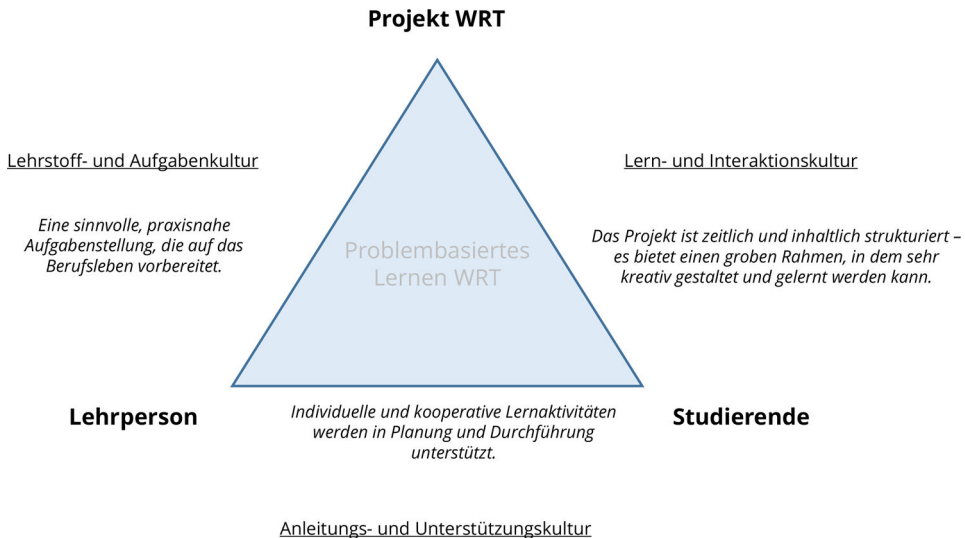 Projekt WRT
Lehrstoff- und Aufgabenkultur
Lern- und Interaktionskultur
Eine sinnvolle, praxisnahe
Aufgabenstellung, die auf das
Berufsleben vorbereitet.
Das Projekt ist zeitlich und inhaltlich strukturiert –
es bietet einen groben Rahmen, in dem sehr
kreativ gestaltet und gelernt werden kann.
Problembasiertes
Lernen WRT
Lehrperson
Individuelle und kooperative Lernaktivitäten
werden in Planung und Durchführung
unterstützt.
Studierende
Anleitungs- und Unterstützungskultur